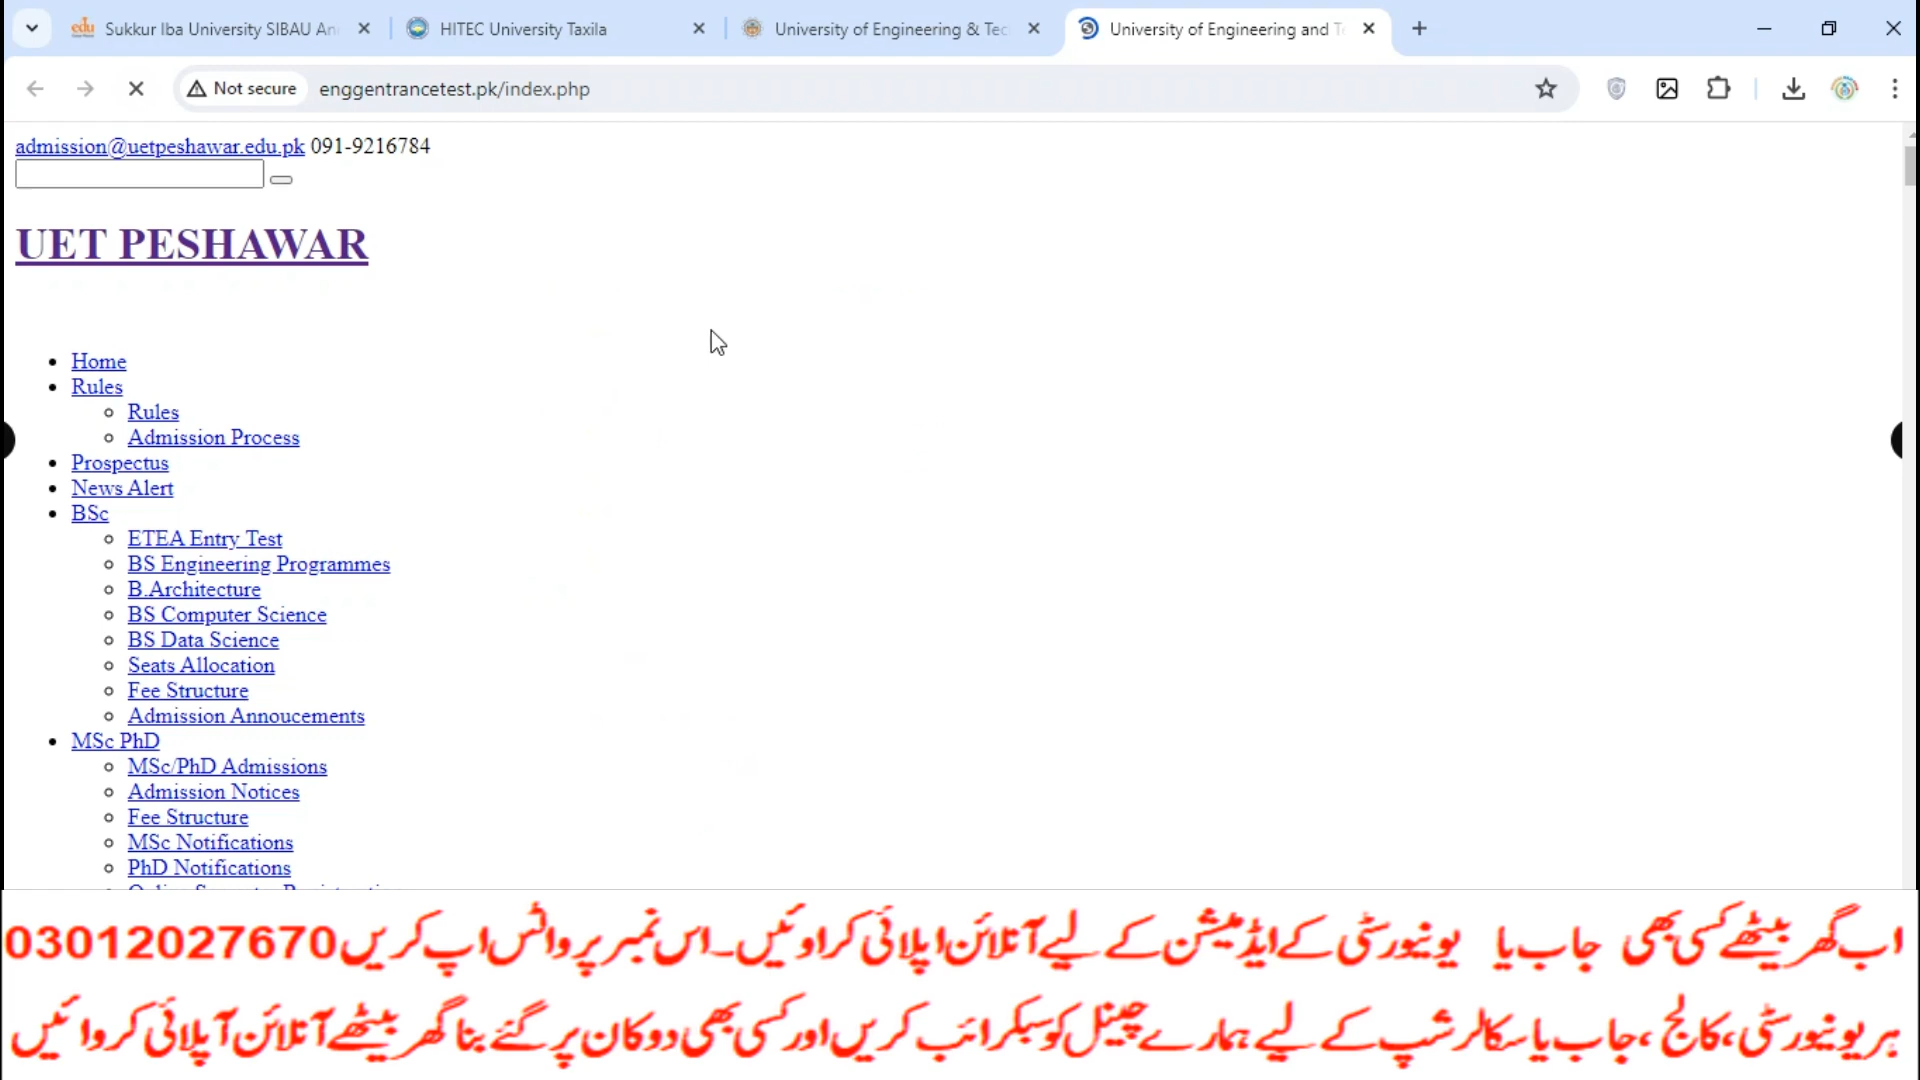 Sukkur Iba University SIBAU An
HITEC University Taxila
University of Engineering & Tec
University of Engineering and T
Not secure
enggentrancetest.pk/index.php
admission@uetpeshawar.edu.pk 091-9216784
UET PESHAWAR
Home
Rules
Rules
Admission Process
Prospectus
News Alert
BSc
ETEA Entry Test
BS Engineering Programmes
B.Architecture
BS Computer Science
BS Data Science
Seats Allocation
Fee Structure
Admission Annoucements
MSc PhD
MSc/PhD Admissions
Admission Notices
Fee Structure
MSc Notifications
PhD Notifications
اب گھر بیٹھے کسی بھی جاب یا یونیورسٹی کے ایڈمیشن کے لیے آنلائن اپلائی کراوئیں۔اس نمبر پر واٹس اپ کریں 03012027670
ہر یونیورسٹی، کالج ،جاب یا سکالرشپ کے لیے ہمارے چینل کو سبکرائب کریں اور کسی بھی دوکان پر گئے بنا گھر بیٹھے آنلائن آپلائی کروائیں